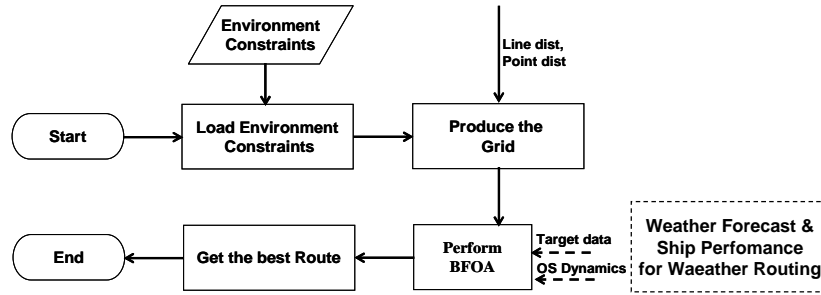 Environment
Constraints
Line dist,
Point dist
Start
Load Environment
Constraints
Produce the
Grid
End
Get the best Route
Perform
BFOA
Target data
OS Dynamics
Weather Forecast &
Ship Perfomance
for Waeather Routing